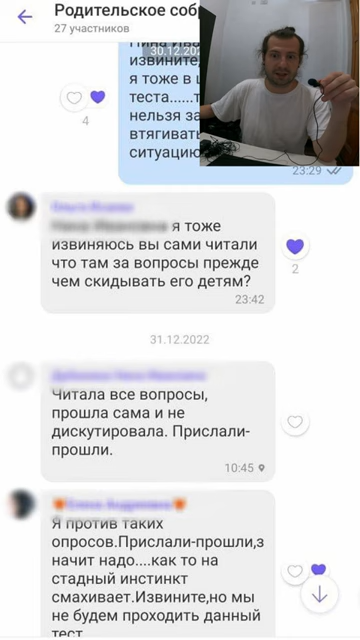 Родительское соб
27 участников
30.12.20
извините,
я тоже в ш
теста......т
нельзя за
втягиват
ситуацию
4
23:29
я тоже
извиняюсь вы сами читали
что там за вопросы прежде
чем скидывать его детям?
23:42
2
31.12.2022
Читала все вопросы,
прошла сама и не
дискутировала. Прислали-
прошли.
10:45
Я против таких
опросов.Прислали-прошли,з
начит надо....как то на
стадный инстинкт
смахивает.Извините,но мы
не будем проходить данный
тест